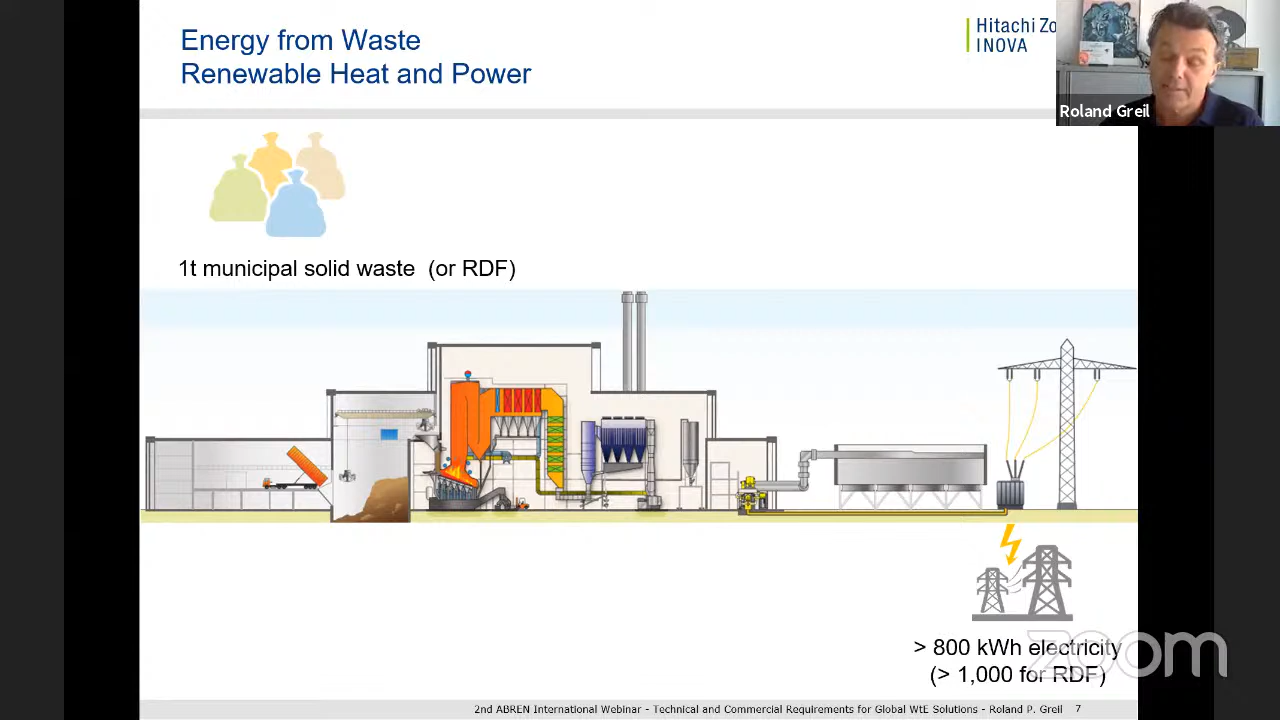 Energy from Waste
Renewable Heat and Power
Hitachi Zo
INOVA
Roland Greil
1t municipal solid waste (or RDF)
> 800 kWh electricity
(> 1,000 for RDF)
zoom
2nd ABREN International Webinar - Technical and Commercial Requirements for Global WtE Solutions - Roland P. Greil 7